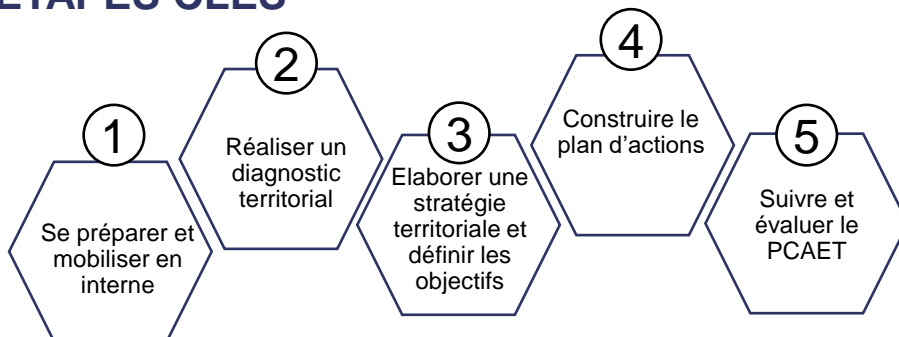 ETAPES CLES
1
Se préparer et
mobiliser en
interne
2
Réaliser un
diagnostic
territorial
3
Elaborer une
stratégie
territoriale et
définir les
objectifs
4
Construire le
plan d'actions
5
Suivre et
évaluer le
PCAET